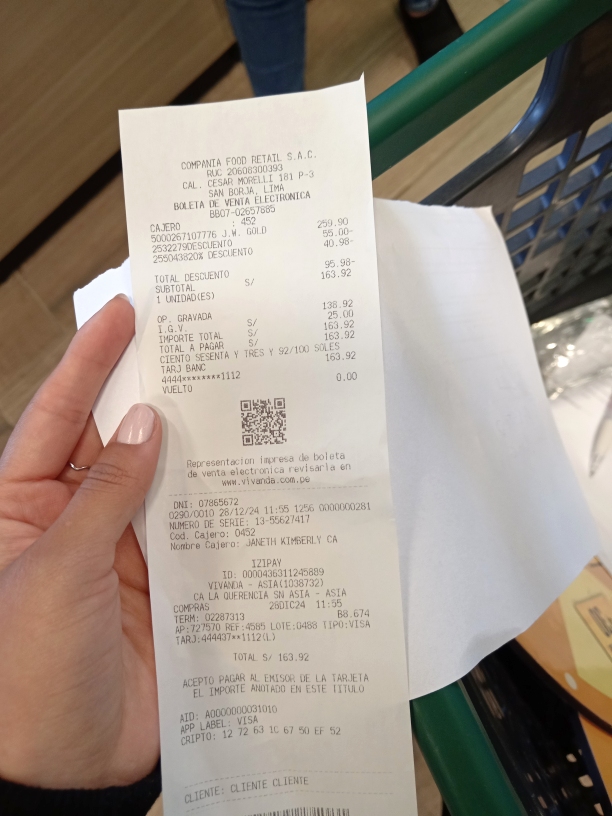 COMPANIA FOOD RETAIL S.A.C.
RUC 20608300393
CAL. CESAR MORELLI 181 P-3
SAN BORJA, LIMA
BOLETA DE VENTA ELECTRONICA
BB07-02657685
CAJERO : 452
5000267107776 J.W. GOLD 259.90
2532279DESCUENTO 55.00-
255043820% DESCUENTO 40.98-
TOTAL DESCUENTO 95.98-
SUBTOTAL S/ 163.92
1 UNIDAD(ES)
OP. GRAVADA 138.92
I.G.V. S/ 25.00
IMPORTE TOTAL S/ 163.92
TOTAL A PAGAR S/ 163.92
CIENTO SESENTA Y TRES Y 92/100 SOLES
TARJ BANC 163.92
4444********1112
VUELTO 0.00
Representacion impresa de boleta
de venta electronica revisarla en
www.vivanda.com.pe
DNI: 07865672
0290/0010 28/12/24 11:55 1256 0000000281
NUMERO DE SERIE: 13-55627417
Cod. Cajero: 0452
Nombre Cajero: JANETH KIMBERLY CA
IZIPAY
ID: 0000436311245889
VIVANDA - ASIA(1038732)
CA LA QUERENCIA SN ASIA - ASIA
COMPRAS 28DIC24 11:55
TERM: 02287313 B8.674
AP:727570 REF:4585 LOTE:0488 TIPO:VISA
TARJ:444437**1112(L)
TOTAL S/ 163.92
ACEPTO PAGAR AL EMISOR DE LA TARJETA
EL IMPORTE ANOTADO EN ESTE TITULO
AID: A0000000031010
APP LABEL: VISA
CRIPTO: 12 72 63 1C 67 50 EF 52
CLIENTE: CLIENTE CLIENTE